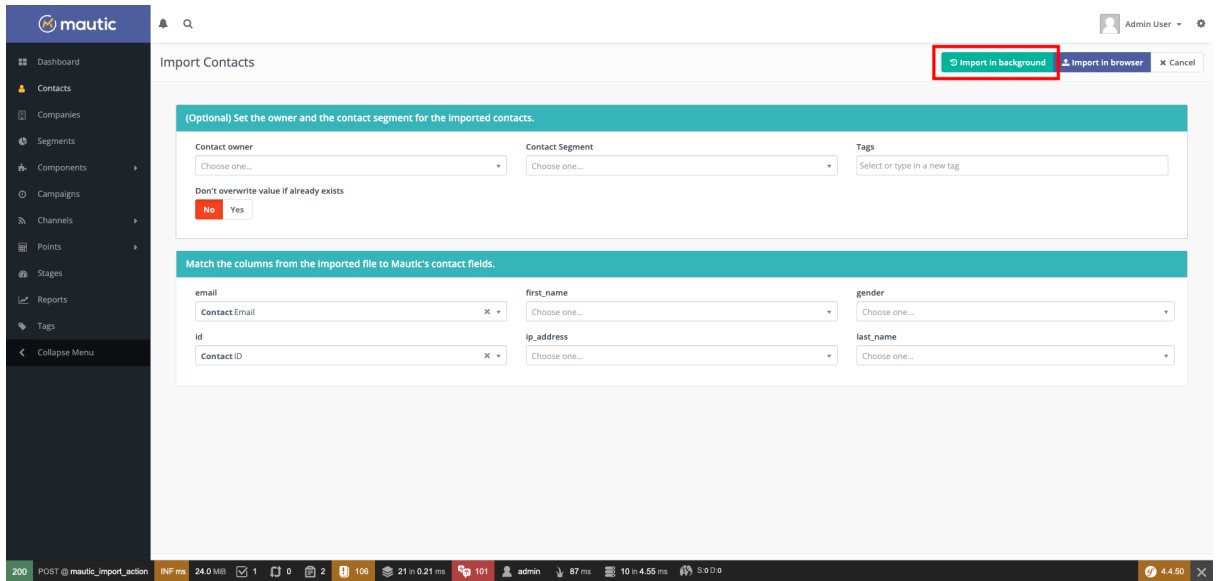 mautic
Admin User
Dashboard
Contacts
Companies
Segments
Components
Campaigns
Channels
Points
Stages
Reports
Tags
Collapse Menu
Import Contacts
Import in background
Import in browser
Cancel
(Optional) Set the owner and the contact segment for the imported contacts.
Contact owner
Contact Segment
Tags
Choose one...
Choose one...
Select or type in a new tag
Don't overwrite value if already exists
No Yes
Match the columns from the imported file to Mautic's contact fields.
email
first_name
gender
Contact Email
Choose one...
Choose one...
id
ip_address
last_name
Contact ID
Choose one...
Choose one...
200 POST @ mautic_import_action INF ms 24.0 MiB 1 0 2 106 21 in 0.21 ms 101 admin 87 ms 10 in 4.55 ms S:0 D:0 4.4.50